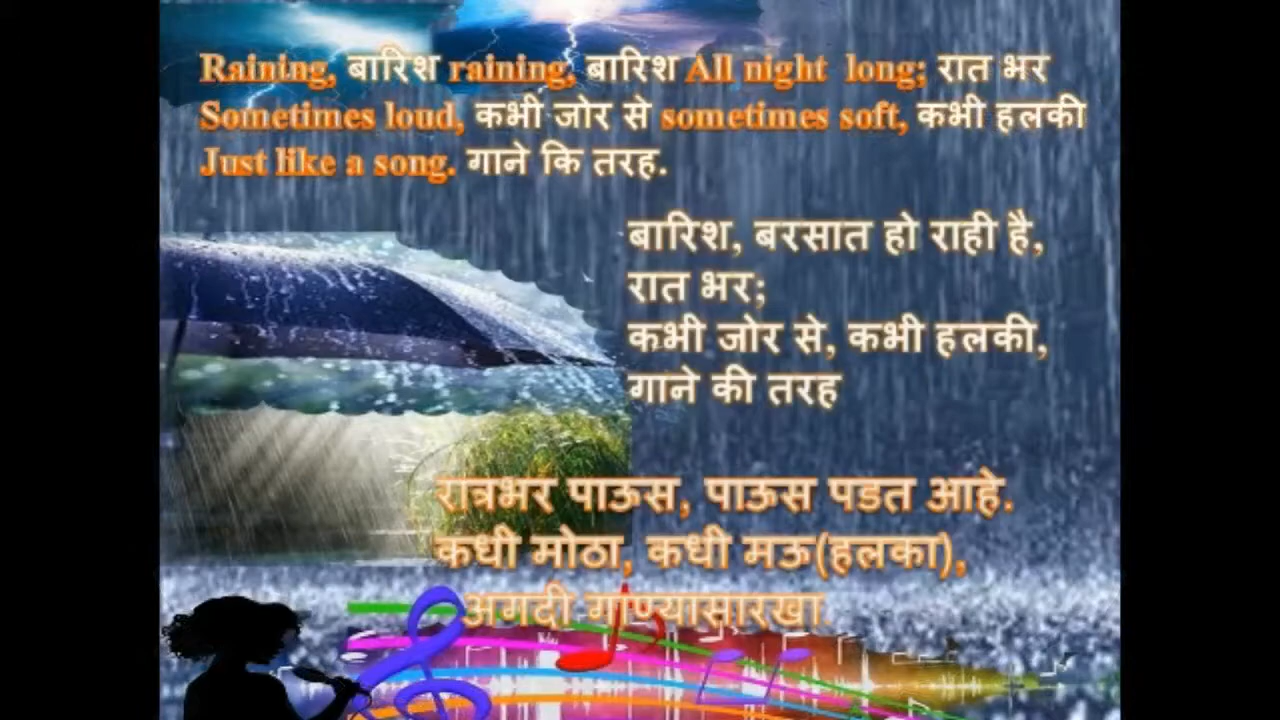 Raining, बारिश raining, बारिश All night long; रात भर
Sometimes loud, कभी जोर से sometimes soft, कभी हलकी
Just like a song. गाने कि तरह.
बारिश, बरसात हो राही है,
रात भर;
कभी जोर से, कभी हलकी,
गाने की तरह
रात्रभर पाऊस, पाऊस पडत आहे.
कधी मोठा, कधी मऊ(हलका),
अगदी गाण्यासारखा.